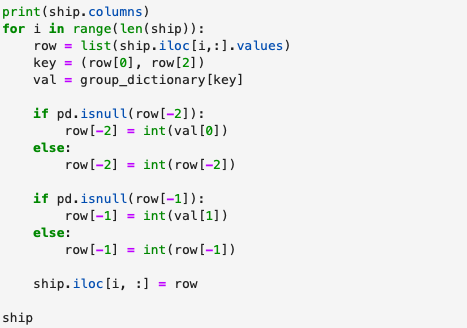 print(ship.columns)
for i in range(len(ship)):
    row = list(ship.iloc[i,:].values)
    key = (row[0], row[2])
    val = group_dictionary[key]

    if pd.isnull(row[-2]):
        row[-2] = int(val[0])
    else:
        row[-2] = int(row[-2])

    if pd.isnull(row[-1]):
        row[-1] = int(val[1])
    else:
        row[-1] = int(row[-1])

    ship.iloc[i, :] = row

ship